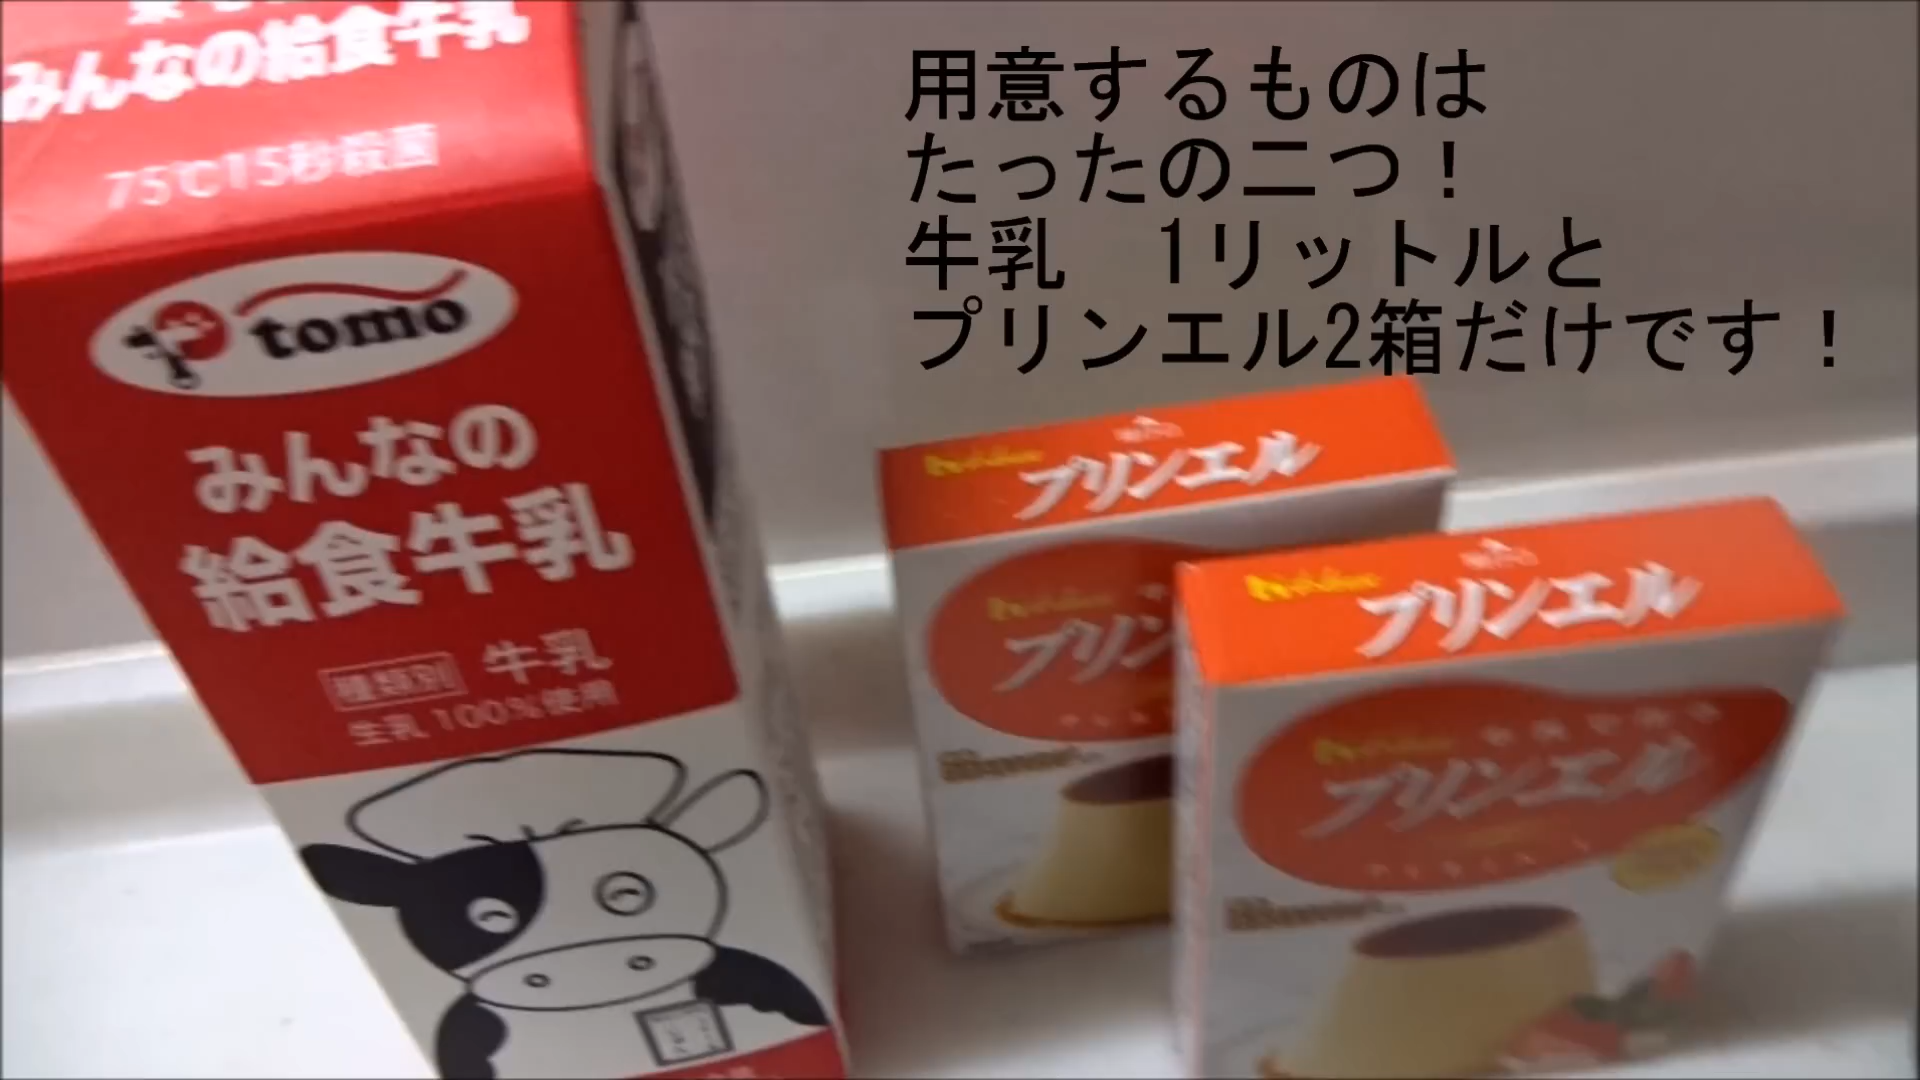 みんなの給食牛乳
75℃15秒殺菌
tomo
みんなの
給食牛乳
種類別 牛乳
生乳100%使用
用意するものは
たったの二つ！
牛乳　1リットルと
プリンエル2箱だけです！
プリンエル
プリン
プリンエル
プリンエル